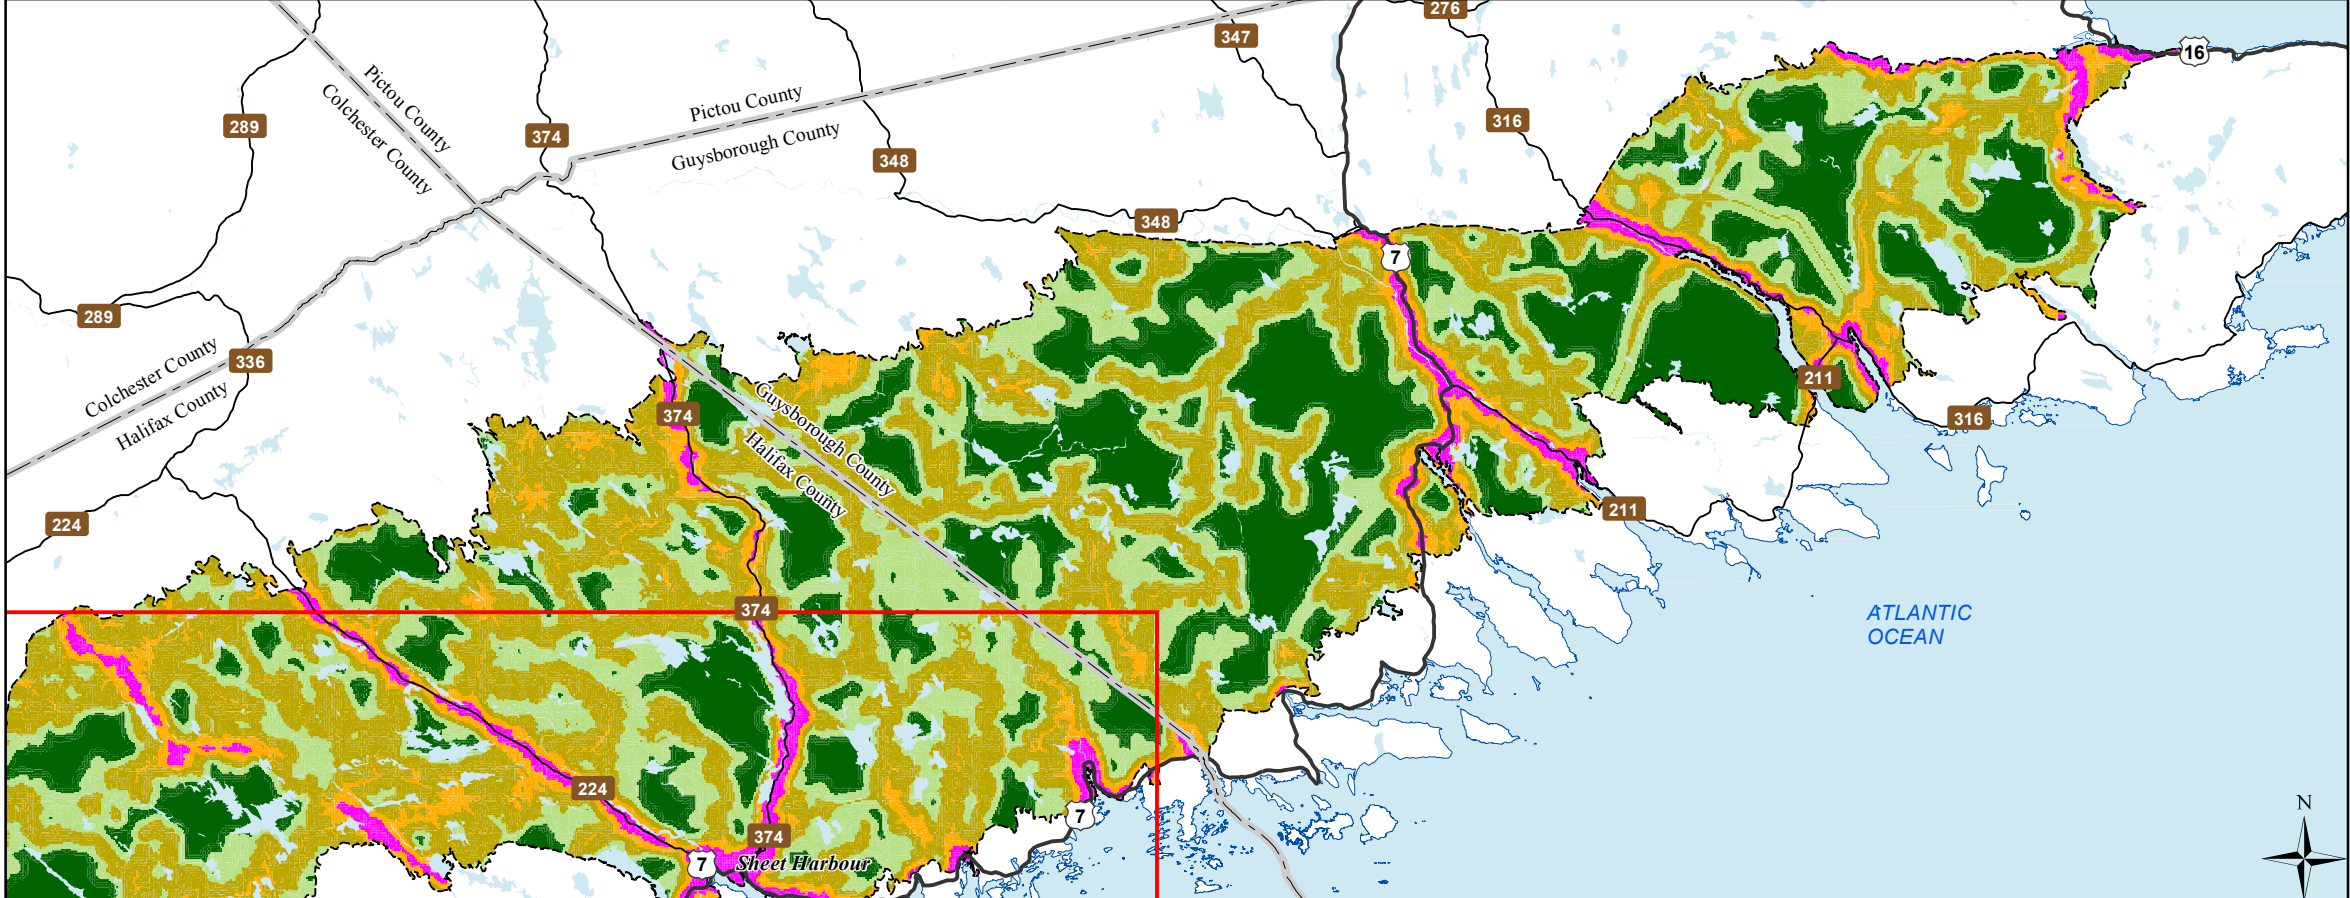 276
347
16
Pictou County
Colchester County
Pictou County
Guysborough County
289
374
316
348
348
7
289
336
Colchester County
Halifax County
374
Guysborough County
Halifax County
211
316
224
211
374
ATLANTIC
OCEAN
224
7
374
7
Sheet Harbour
N